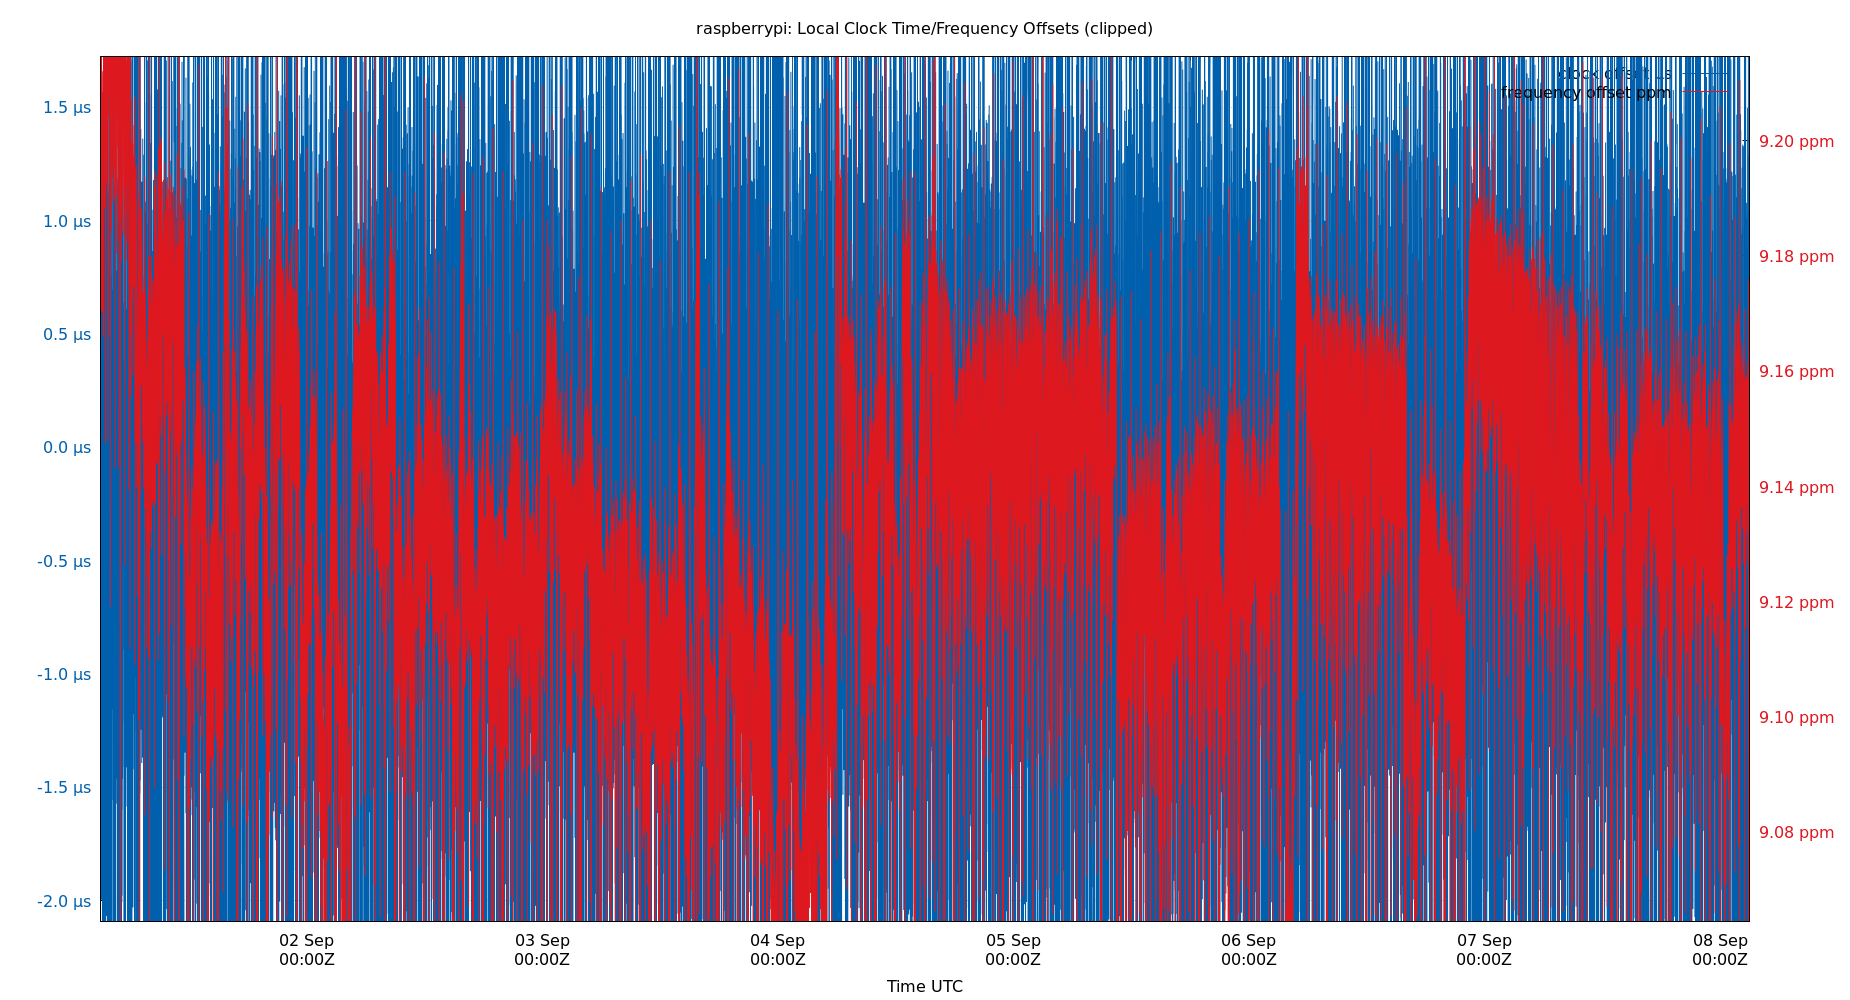 raspberrypi: Local Clock Time/Frequency Offsets (clipped)
clock offset µs
frequency offset ppm
1.5 µs
1.0 µs
0.5 µs
0.0 µs
-0.5 µs
-1.0 µs
-1.5 µs
-2.0 µs
9.20 ppm
9.18 ppm
9.16 ppm
9.14 ppm
9.12 ppm
9.10 ppm
9.08 ppm
02 Sep
00:00Z
03 Sep
00:00Z
04 Sep
00:00Z
05 Sep
00:00Z
06 Sep
00:00Z
07 Sep
00:00Z
08 Sep
00:00Z
Time UTC